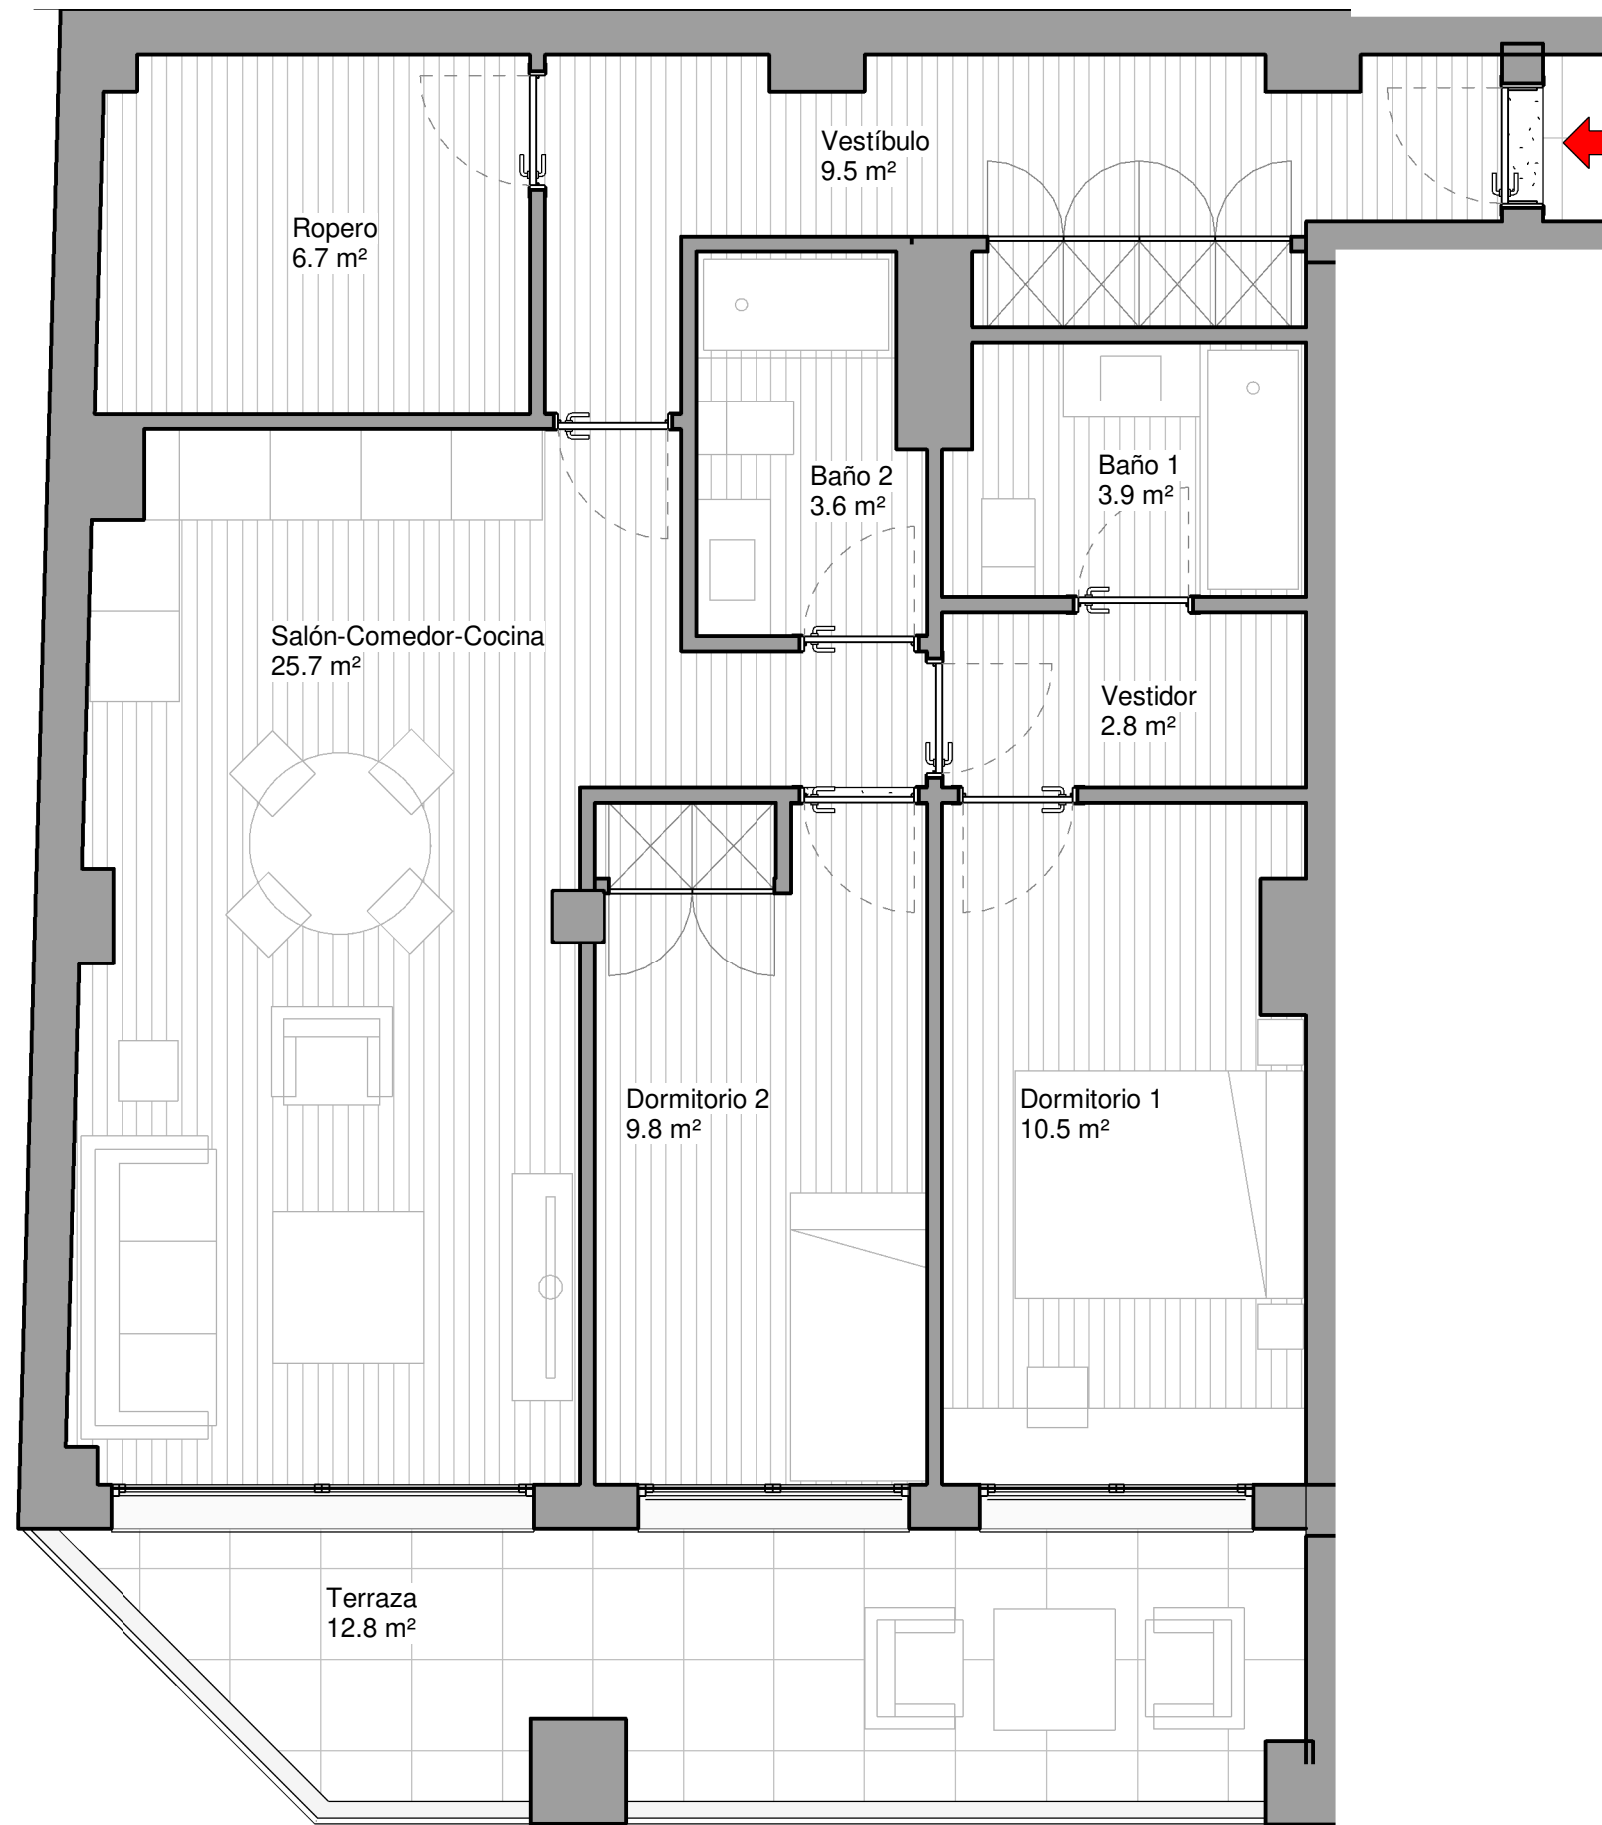 Vestíbulo
9.5 m²
Ropero
6.7 m²
Baño 1
3.9 m²
Baño 2
3.6 m²
Salón-Comedor-Cocina
25.7 m²
Vestidor
2.8 m²
Dormitorio 2
9.8 m²
Dormitorio 1
10.5 m²
Terraza
12.8 m²